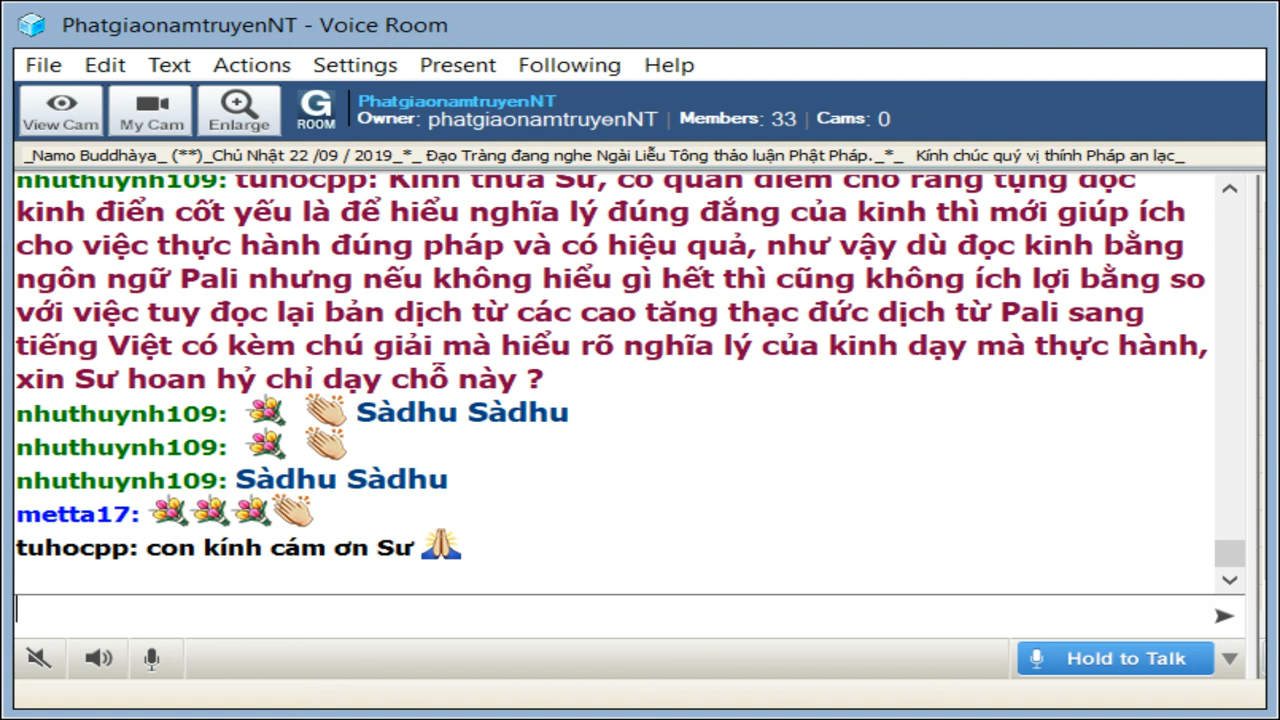 PhatgiaonamtruyenNT - Voice Room
File Edit Text Actions Settings Present Following Help
View Cam My Cam Enlarge G ROOM
PhatgiaonamtruyenNT
Owner: phatgiaonamtruyenNT | Members: 33 | Cams: 0
_Namo Buddhàya_ (**)_Chủ Nhật 22 /09 / 2019_*_ Đạo Tràng đang nghe Ngài Liễu Tông thảo luận Phật Pháp._*_ Kính chúc quý vị thính Pháp an lạc_
nhuthuynh109: tuhocpp: Kính thưa Sư, có quan điểm cho rằng tụng đọc
kinh điển cốt yếu là để hiểu nghĩa lý đúng đắng của kinh thì mới giúp ích
cho việc thực hành đúng pháp và có hiệu quả, như vậy dù đọc kinh bằng
ngôn ngữ Pali nhưng nếu không hiểu gì hết thì cũng không ích lợi bằng so
với việc tuy đọc lại bản dịch từ các cao tăng thạc đức dịch từ Pali sang
tiếng Việt có kèm chú giải mà hiểu rõ nghĩa lý của kinh dạy mà thực hành,
xin Sư hoan hỷ chỉ dạy chỗ này ?
nhuthuynh109: Sàdhu Sàdhu
nhuthuynh109:
nhuthuynh109: Sàdhu Sàdhu
metta17:
tuhocpp: con kính cám ơn Sư
Hold to Talk